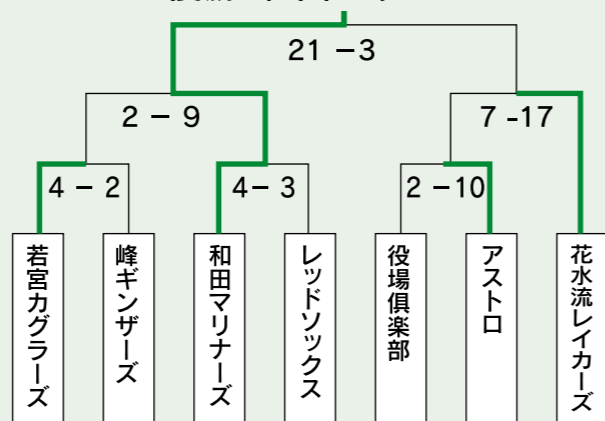 21 －3
2 － 9
7 -17
4 － 2
4－ 3
2 －10
若宮カグラーズ
峰ギンザーズ
和田マリナーズ
レッドソックス
役場倶楽部
アストロ
花水流レイカーズ